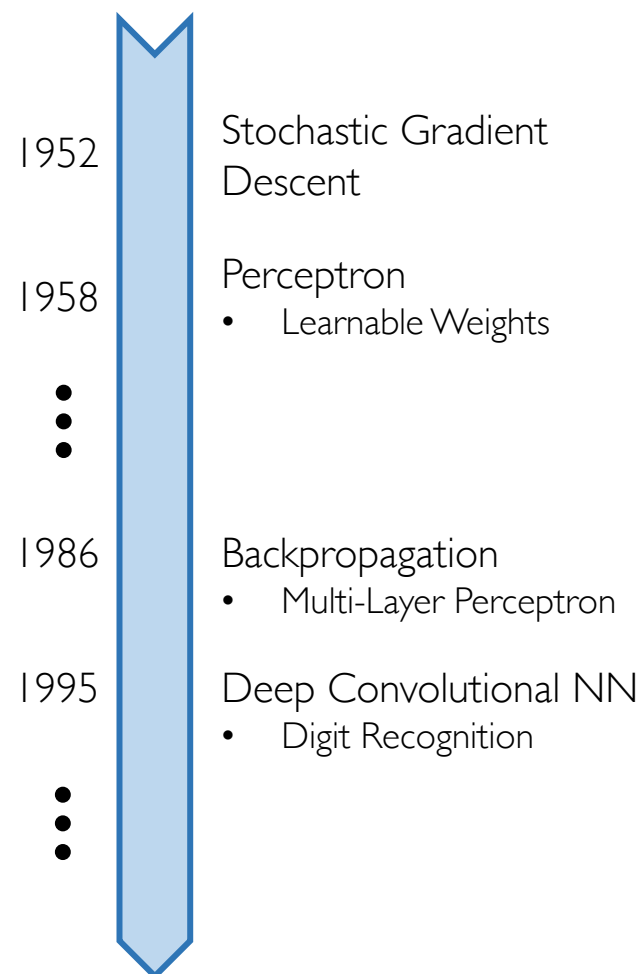 1952
Stochastic Gradient
Descent
1958
Perceptron
• Learnable Weights
1986
Backpropagation
• Multi-Layer Perceptron
1995
Deep Convolutional NN
• Digit Recognition